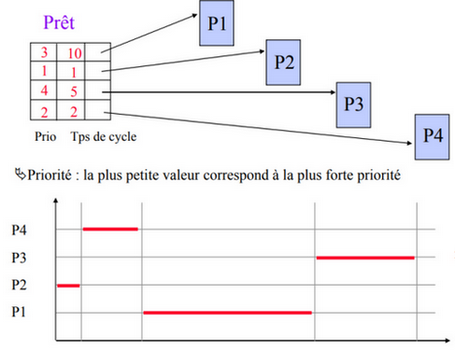 Prêt
P1
3 10
1 1
P2
4 5
P3
2 2
P4
Prio Tps de cycle
Priorité : la plus petite valeur correspond à la plus forte priorité
P4
P3
P2
P1